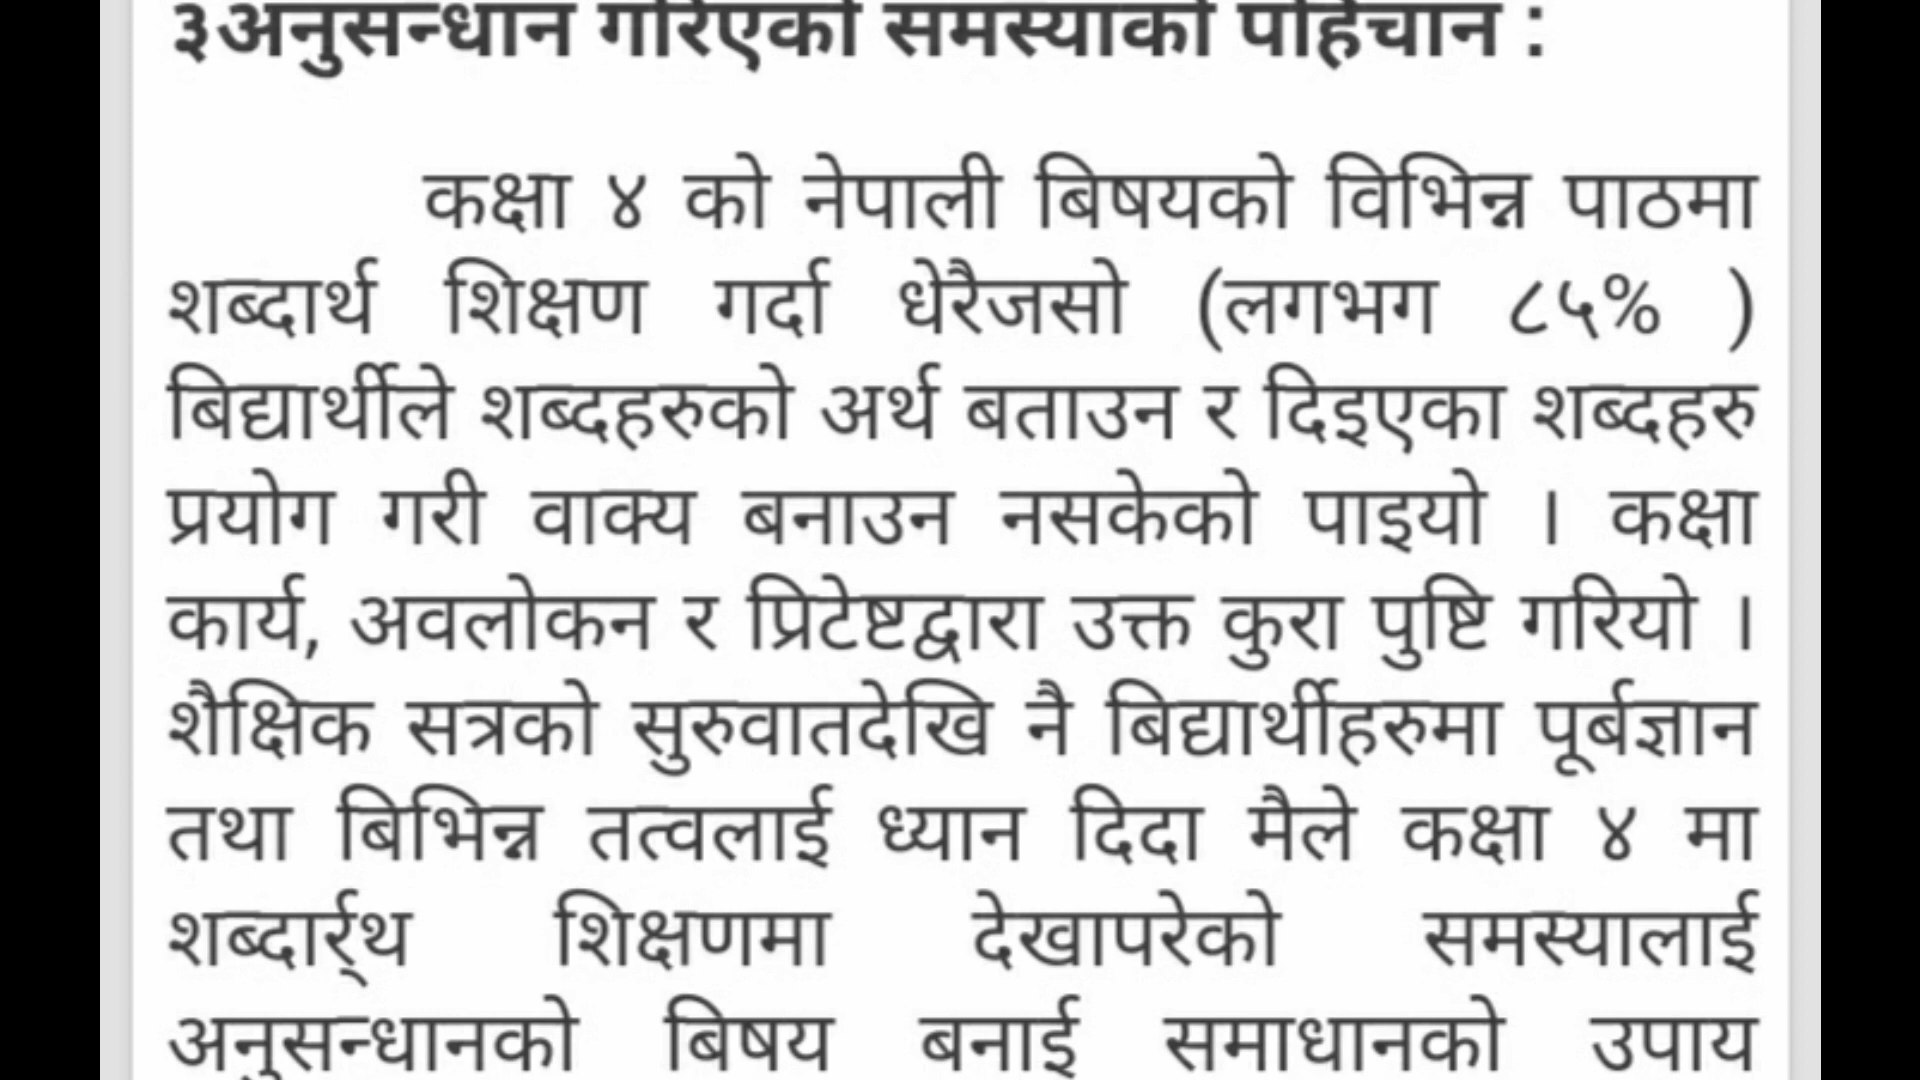 ३अनुसन्धान गरिएको समस्याको पहिचान :
कक्षा ४ को नेपाली बिषयको विभिन्न पाठमा
शब्दार्थ शिक्षण गर्दा धेरैजसो (लगभग ८५% )
बिद्यार्थीले शब्दहरुको अर्थ बताउन र दिइएका शब्दहरु
प्रयोग गरी वाक्य बनाउन नसकेको पाइयो । कक्षा
कार्य, अवलोकन र प्रिटेष्टद्वारा उक्त कुरा पुष्टि गरियो ।
शैक्षिक सत्रको सुरुवातदेखि नै बिद्यार्थीहरुमा पूर्बज्ञान
तथा बिभिन्न तत्वलाई ध्यान दिदा मैले कक्षा ४ मा
शब्दार्र्थ शिक्षणमा देखापरेको समस्यालाई
अनुसन्धानको बिषय बनाई समाधानको उपाय